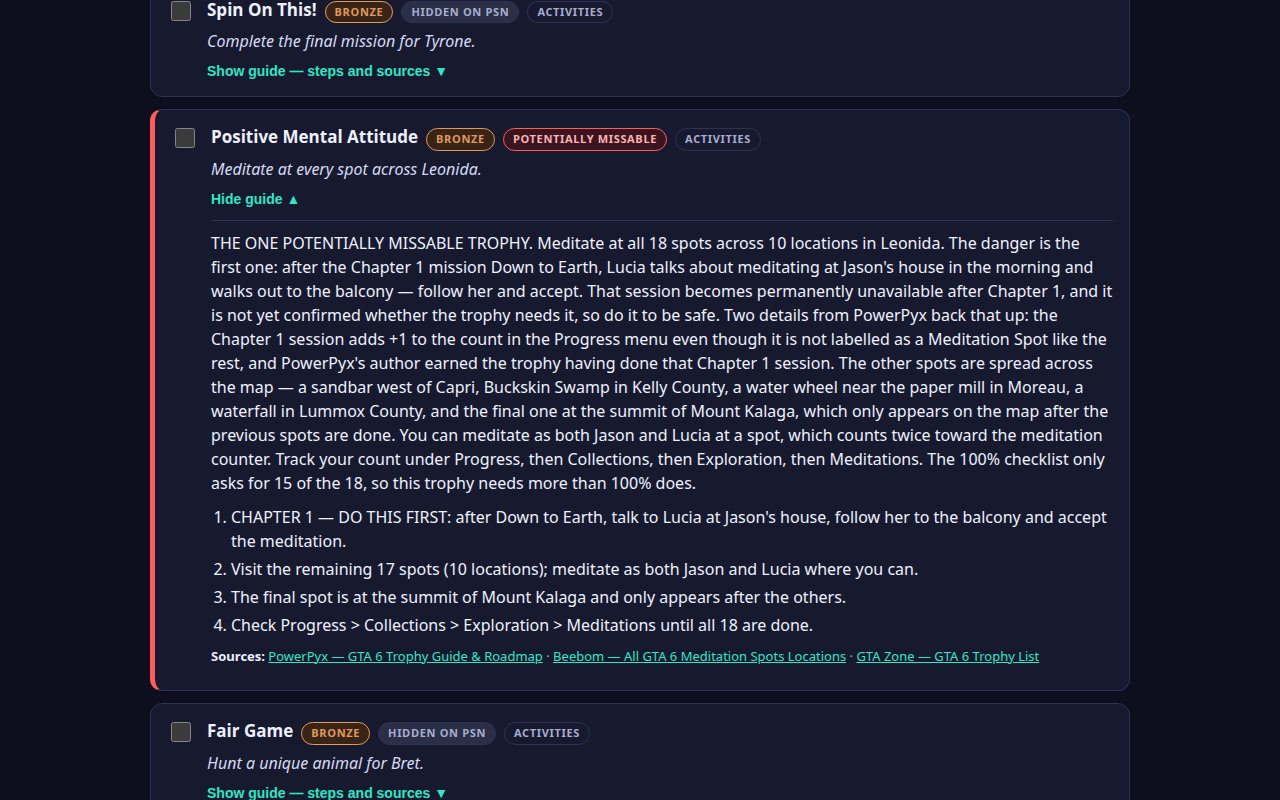 Spin On This! BRONZE HIDDEN ON PSN ACTIVITIES
Complete the final mission for Tyrone.
Show guide — steps and sources ▼
Positive Mental Attitude BRONZE POTENTIALLY MISSABLE ACTIVITIES
Meditate at every spot across Leonida.
Hide guide ▲
THE ONE POTENTIALLY MISSABLE TROPHY. Meditate at all 18 spots across 10 locations in Leonida. The danger is the
first one: after the Chapter 1 mission Down to Earth, Lucia talks about meditating at Jason's house in the morning and
walks out to the balcony — follow her and accept. That session becomes permanently unavailable after Chapter 1, and it
is not yet confirmed whether the trophy needs it, so do it to be safe. Two details from PowerPyx back that up: the
Chapter 1 session adds +1 to the count in the Progress menu even though it is not labelled as a Meditation Spot like the
rest, and PowerPyx's author earned the trophy having done that Chapter 1 session. The other spots are spread across
the map — a sandbar west of Capri, Buckskin Swamp in Kelly County, a water wheel near the paper mill in Moreau, a
waterfall in Lummox County, and the final one at the summit of Mount Kalaga, which only appears on the map after the
previous spots are done. You can meditate as both Jason and Lucia at a spot, which counts twice toward the meditation
counter. Track your count under Progress, then Collections, then Exploration, then Meditations. The 100% checklist only
asks for 15 of the 18, so this trophy needs more than 100% does.
1. CHAPTER 1 — DO THIS FIRST: after Down to Earth, talk to Lucia at Jason's house, follow her to the balcony and accept
the meditation.
2. Visit the remaining 17 spots (10 locations); meditate as both Jason and Lucia where you can.
3. The final spot is at the summit of Mount Kalaga and only appears after the others.
4. Check Progress > Collections > Exploration > Meditations until all 18 are done.
Sources: PowerPyx — GTA 6 Trophy Guide & Roadmap · Beebom — All GTA 6 Meditation Spots Locations · GTA Zone — GTA 6 Trophy List
Fair Game BRONZE HIDDEN ON PSN ACTIVITIES
Hunt a unique animal for Bret.
Show guide — steps and sources ▼